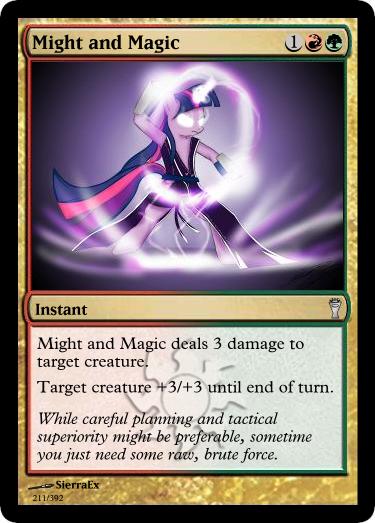 Might and Magic 1
Instant
Might and Magic deals 3 damage to
target creature.
Target creature +3/+3 until end of turn.
While careful planning and tactical
superiority might be preferable, sometime
you just need some raw, brute force.
SierraEx
211/392